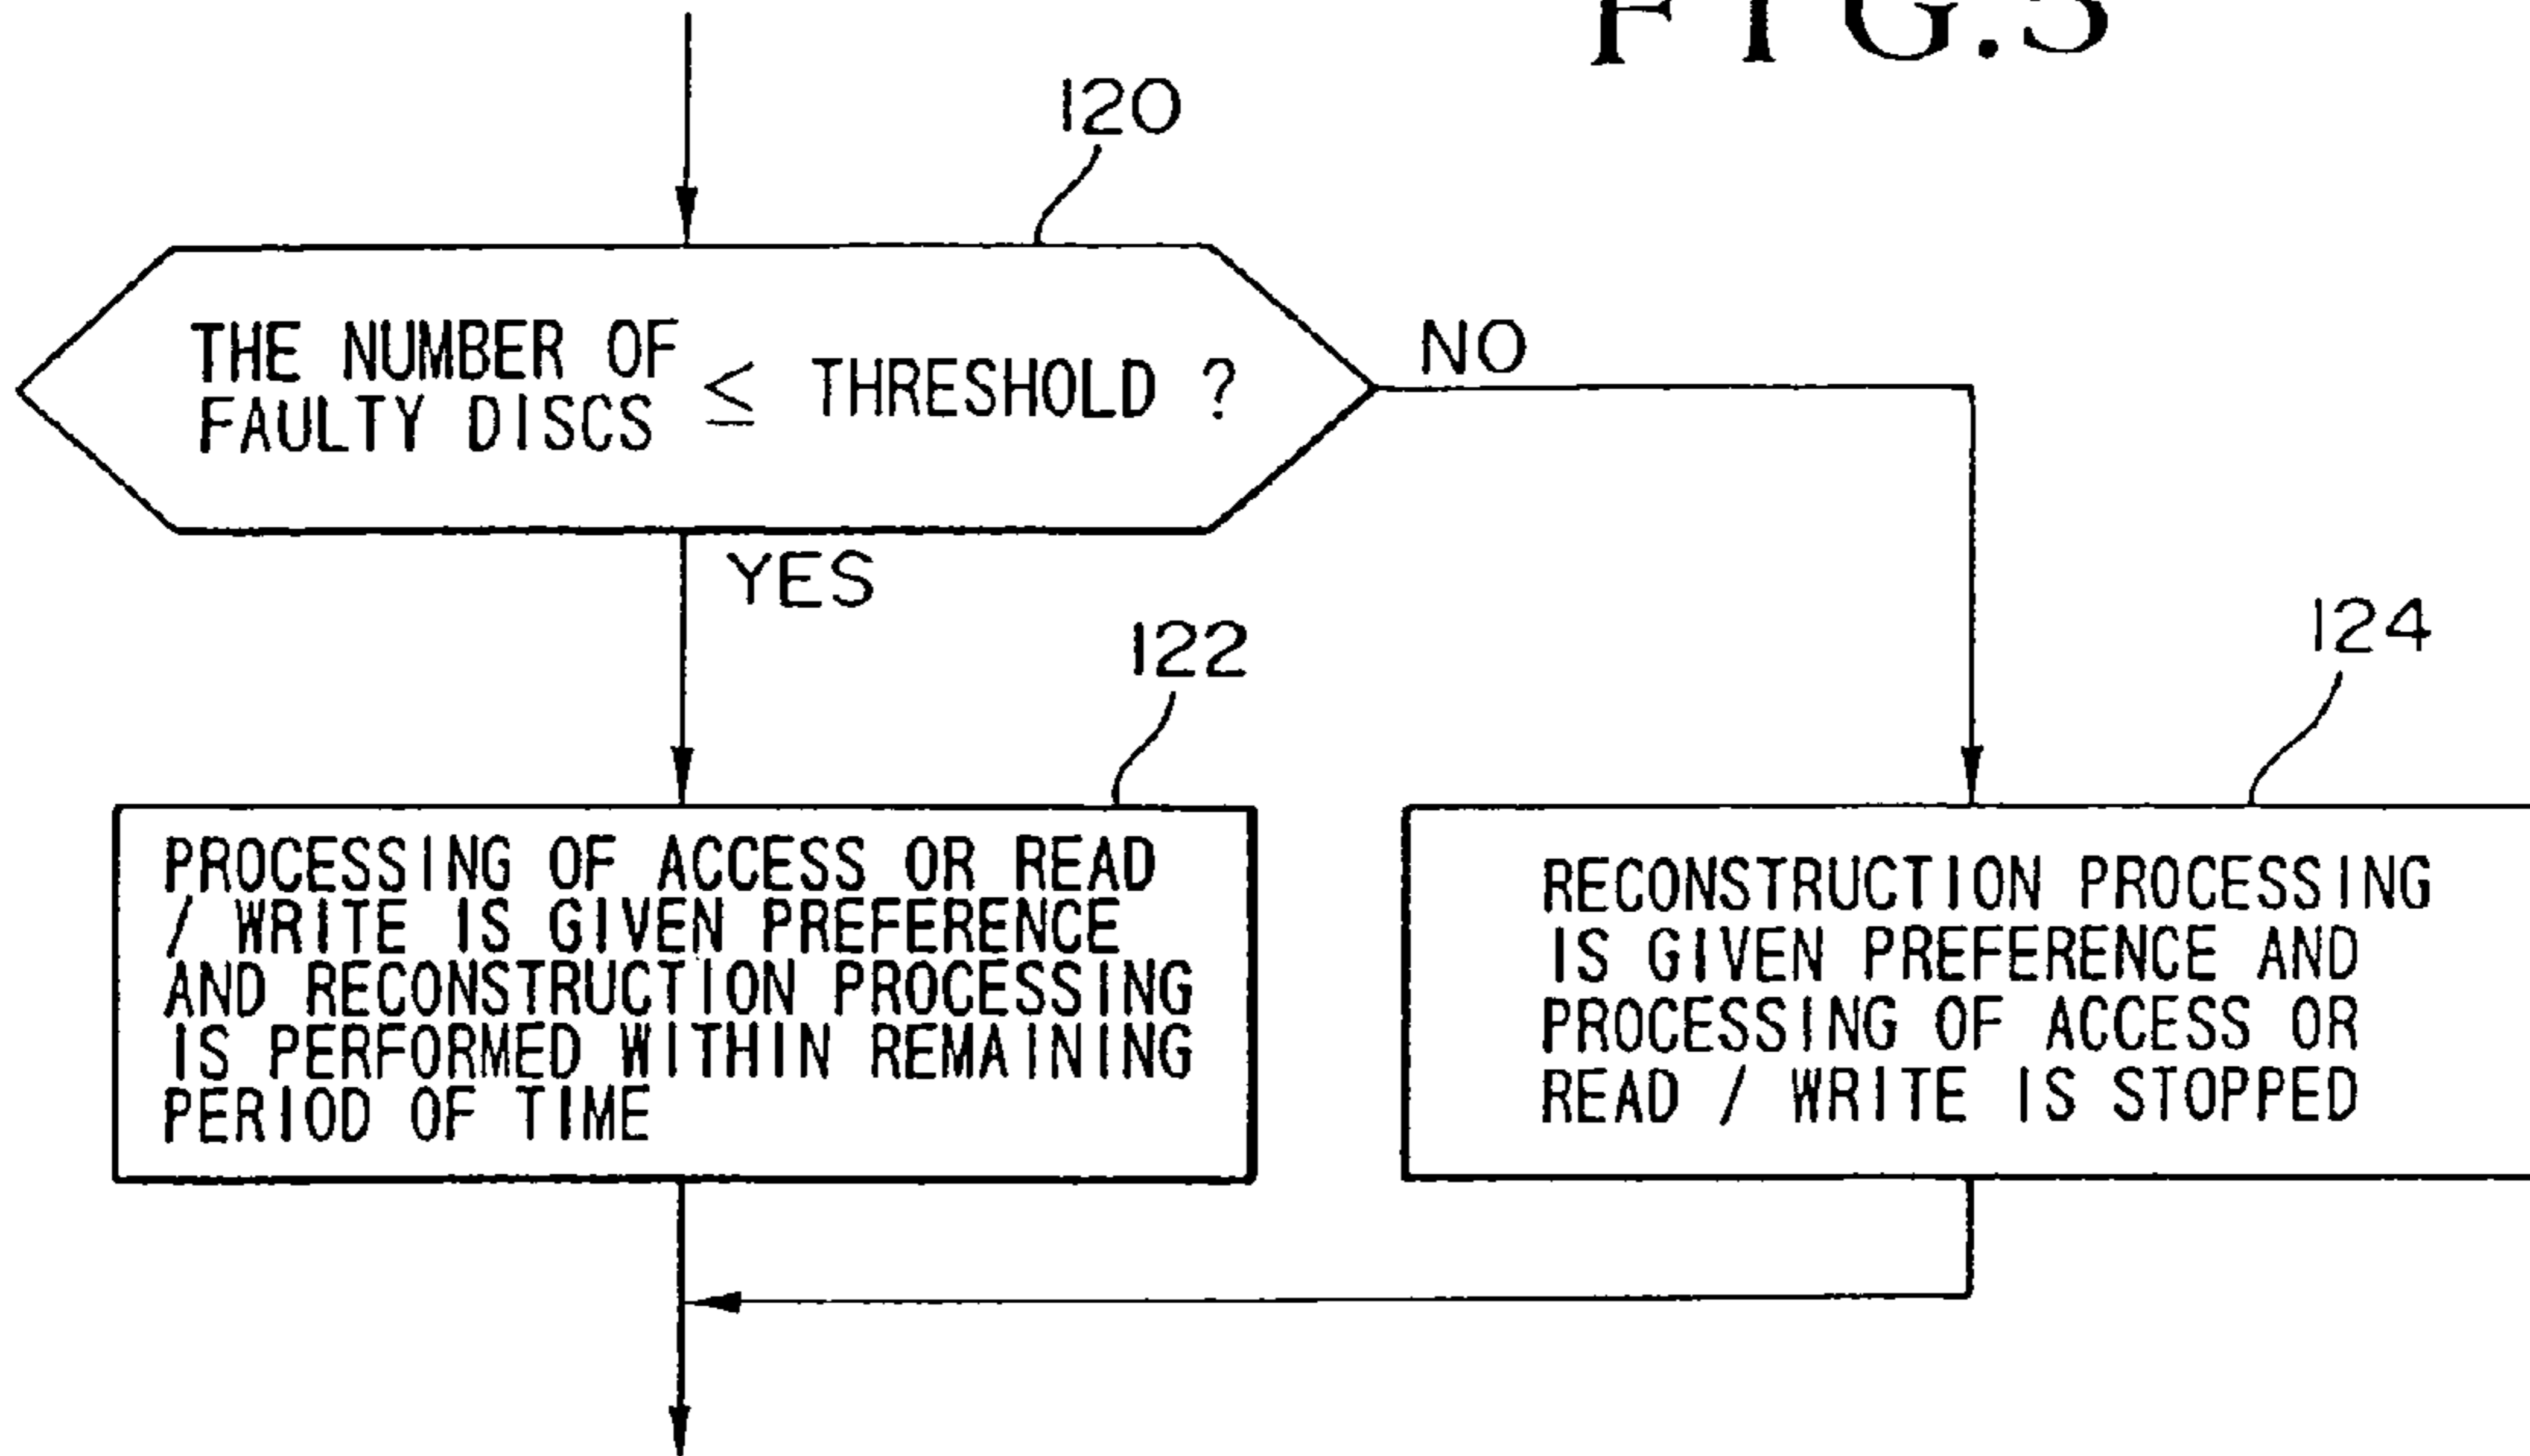 FIG.5
120
THE NUMBER OF
FAULTY DISCS ≤ THRESHOLD ?
NO
YES
122
124
PROCESSING OF ACCESS OR READ
/ WRITE IS GIVEN PREFERENCE
AND RECONSTRUCTION PROCESSING
IS PERFORMED WITHIN REMAINING
PERIOD OF TIME
RECONSTRUCTION PROCESSING
IS GIVEN PREFERENCE AND
PROCESSING OF ACCESS OR
READ / WRITE IS STOPPED